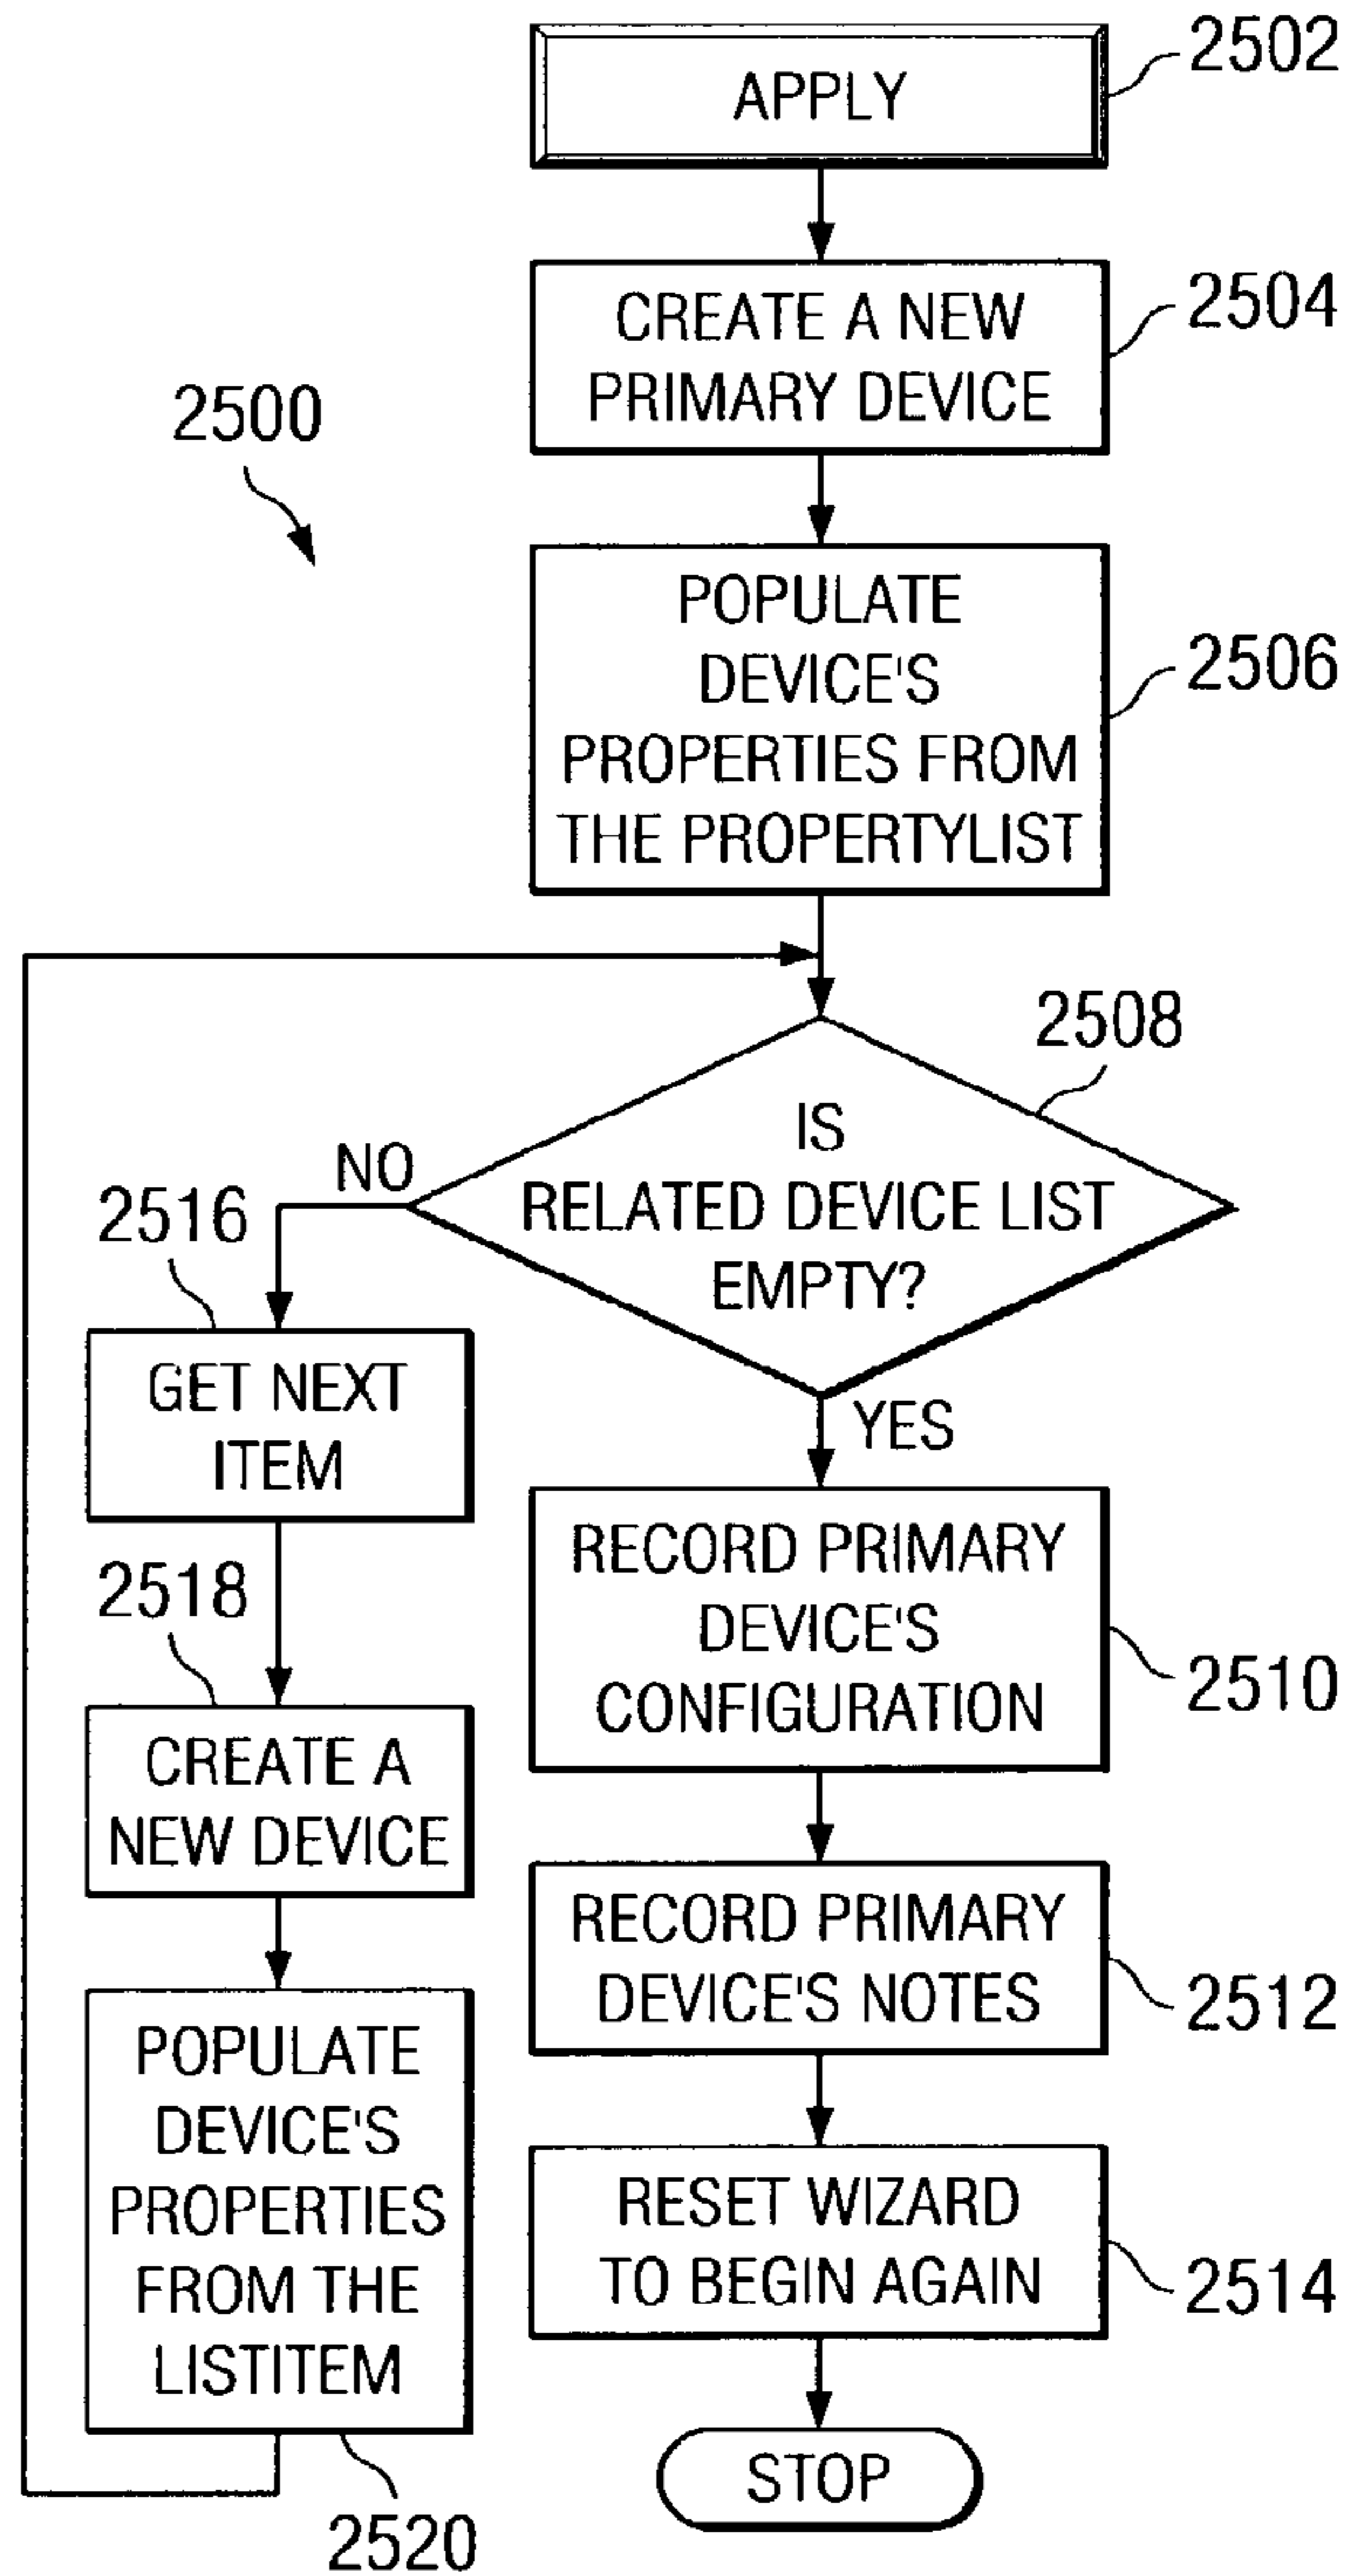 APPLY
2502
CREATE A NEW
PRIMARY DEVICE
2504
2500
POPULATE
DEVICE'S
PROPERTIES FROM
THE PROPERTYLIST
2506
2508
IS
RELATED DEVICE LIST
EMPTY?
NO
YES
2516
GET NEXT
ITEM
2518
CREATE A
NEW DEVICE
POPULATE
DEVICE'S
PROPERTIES
FROM THE
LISTITEM
2520
RECORD PRIMARY
DEVICE'S
CONFIGURATION
2510
RECORD PRIMARY
DEVICE'S NOTES
2512
RESET WIZARD
TO BEGIN AGAIN
2514
STOP